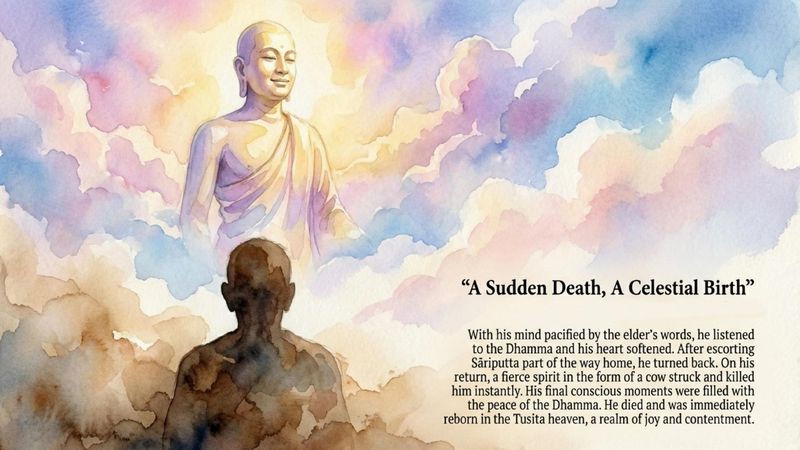 “A Sudden Death, A Celestial Birth”
With his mind pacified by the elder’s words, he listened
to the Dhamma and his heart softened. After escorting
Sāriputta part of the way home, he turned back. On his
return, a fierce spirit in the form of a cow struck and killed
him instantly. His final conscious moments were filled with
the peace of the Dhamma. He died and was immediately
reborn in the Tusita heaven, a realm of joy and contentment.